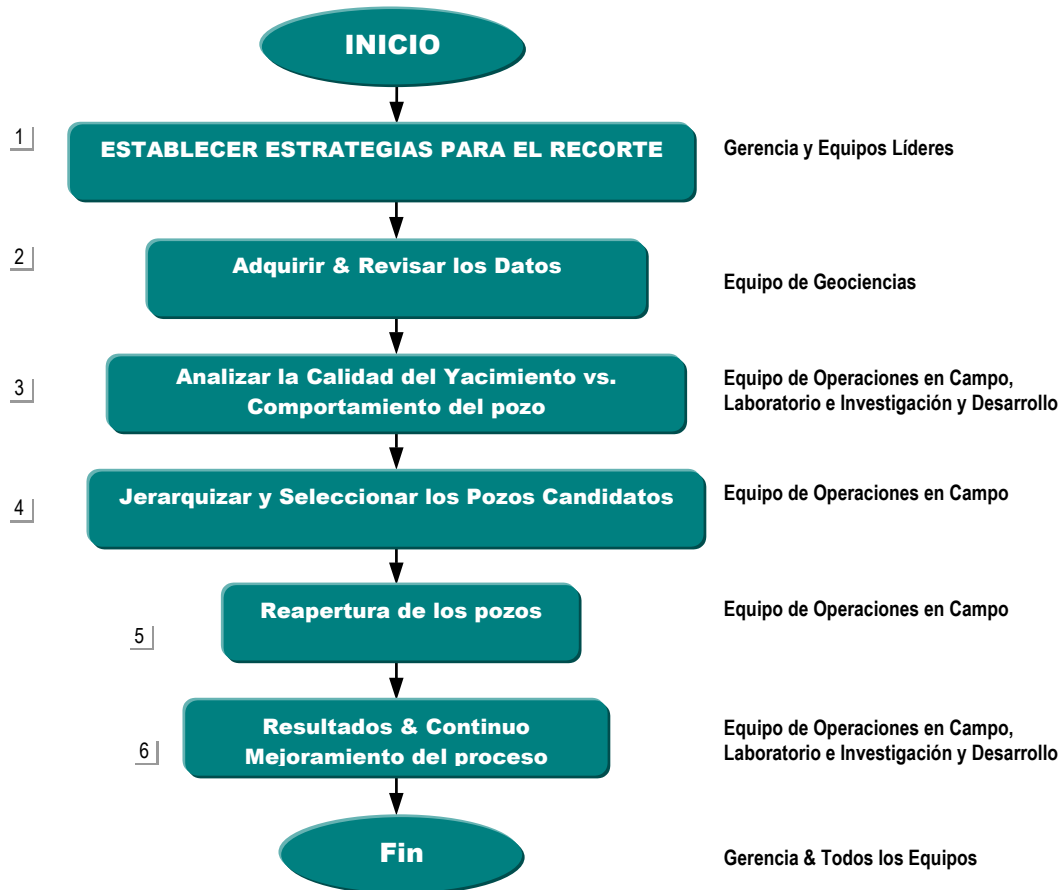 INICIO
1
ESTABLECER ESTRATEGIAS PARA EL RECORTE
Gerencia y Equipos Líderes
2
Adquirir & Revisar los Datos
Equipo de Geociencias
3
Analizar la Calidad del Yacimiento vs.
Comportamiento del pozo
Equipo de Operaciones en Campo,
Laboratorio e Investigación y Desarrollo
4
Jerarquizar y Seleccionar los Pozos Candidatos
Equipo de Operaciones en Campo
5
Reapertura de los pozos
Equipo de Operaciones en Campo
6
Resultados & Continuo
Mejoramiento del proceso
Equipo de Operaciones en Campo,
Laboratorio e Investigación y Desarrollo
Fin
Gerencia & Todos los Equipos